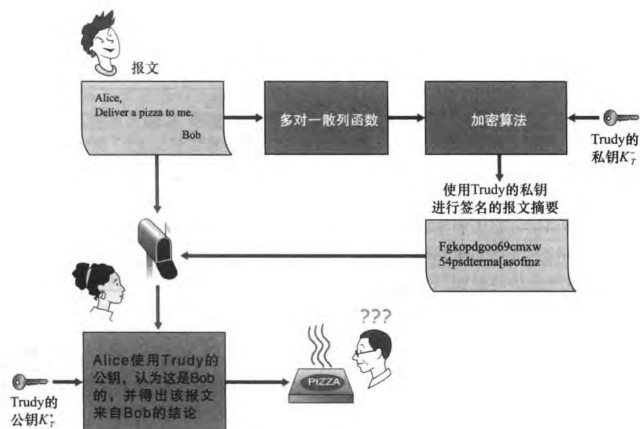 报文
Alice,
Deliver a pizza to me.
Bob
多对一散列函数
加密算法
Trudy的
私钥K⁻T
使用Trudy的私钥
进行签名的报文摘要
Fgkopdgoo69cmxw
54psdterma[asofmz
???
Alice使用Trudy的
公钥，认为这是Bob
的，并得出该报文
来自Bob的结论
PIZZA
Trudy的
公钥K⁺T